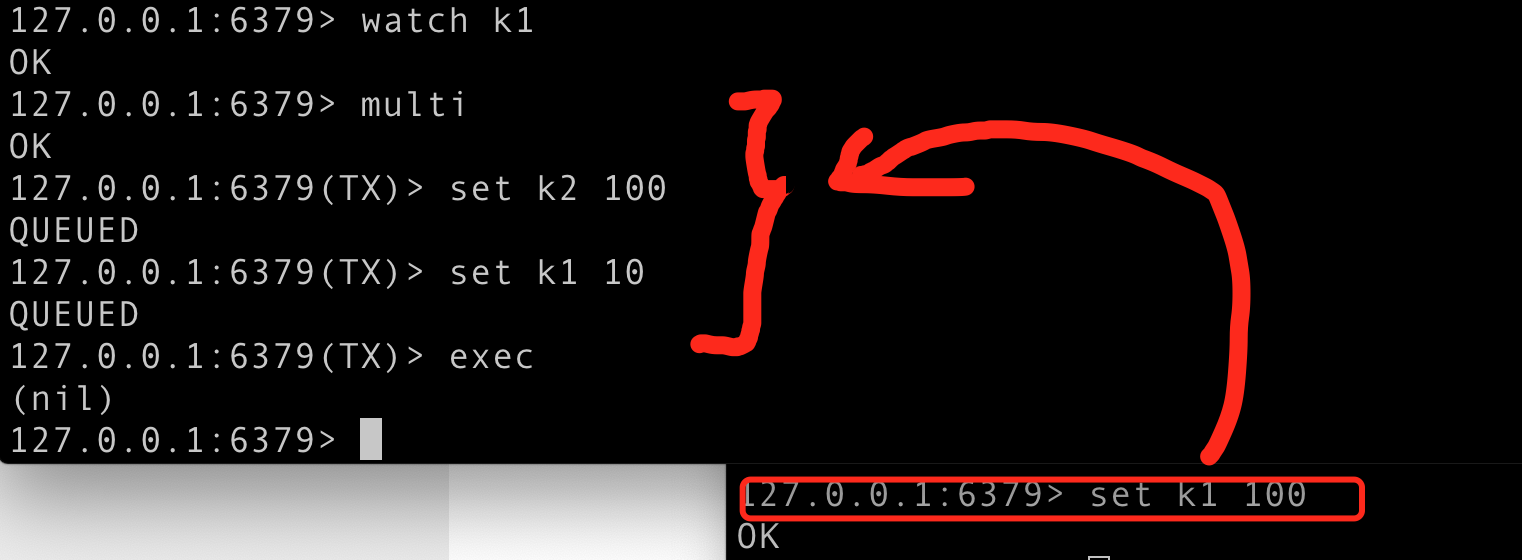 127.0.0.1:6379> watch k1
OK
127.0.0.1:6379> multi
OK
127.0.0.1:6379(TX)> set k2 100
QUEUED
127.0.0.1:6379(TX)> set k1 10
QUEUED
127.0.0.1:6379(TX)> exec
(nil)
127.0.0.1:6379>
127.0.0.1:6379> set k1 100
OK